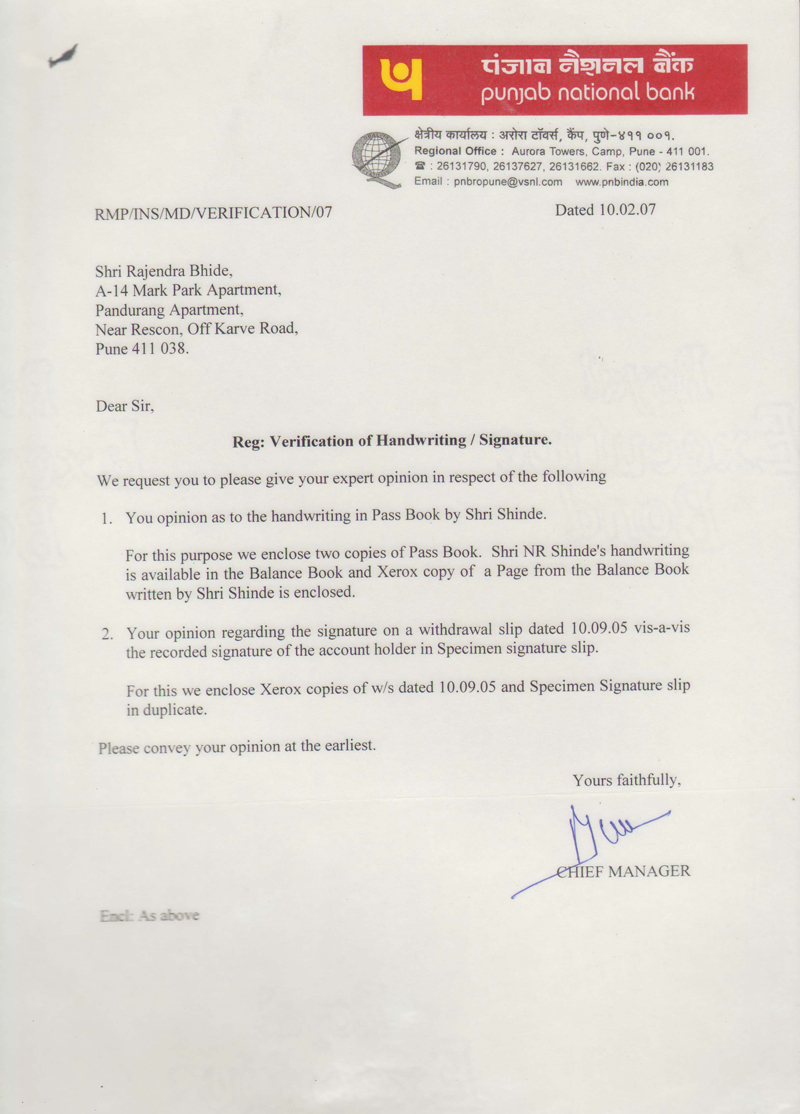 पंजाब नैशनल बैंक
punjab national bank
क्षेत्रीय कार्यालय : अरोरा टॉवर्स, कैंप, पुणे-४११ ००१.
Regional Office : Aurora Towers, Camp, Pune - 411 001.
☎ : 26131790, 26137627, 26131662. Fax : (020) 26131183
Email : pnbropune@vsnl.com www.pnbindia.com
RMP/INS/MD/VERIFICATION/07 Dated 10.02.07
Shri Rajendra Bhide,
A-14 Mark Park Apartment,
Pandurang Apartment,
Near Rescon, Off Karve Road,
Pune 411 038.
Dear Sir,
Reg: Verification of Handwriting / Signature.
We request you to please give your expert opinion in respect of the following
1. You opinion as to the handwriting in Pass Book by Shri Shinde.
For this purpose we enclose two copies of Pass Book. Shri NR Shinde's handwriting
is available in the Balance Book and Xerox copy of a Page from the Balance Book
written by Shri Shinde is enclosed.
2. Your opinion regarding the signature on a withdrawal slip dated 10.09.05 vis-a-vis
the recorded signature of the account holder in Specimen signature slip.
For this we enclose Xerox copies of w/s dated 10.09.05 and Specimen Signature slip
in duplicate.
Please convey your opinion at the earliest.
Yours faithfully,
CHIEF MANAGER
Encl: As above